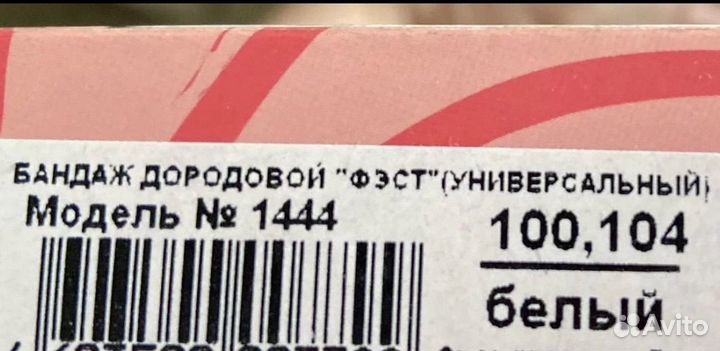 БАНДАЖ ДОРОДОВОЙ "ФЭСТ"(УНИВЕРСАЛЬНЫЙ)
Модель № 1444
100,104
белый
Avito